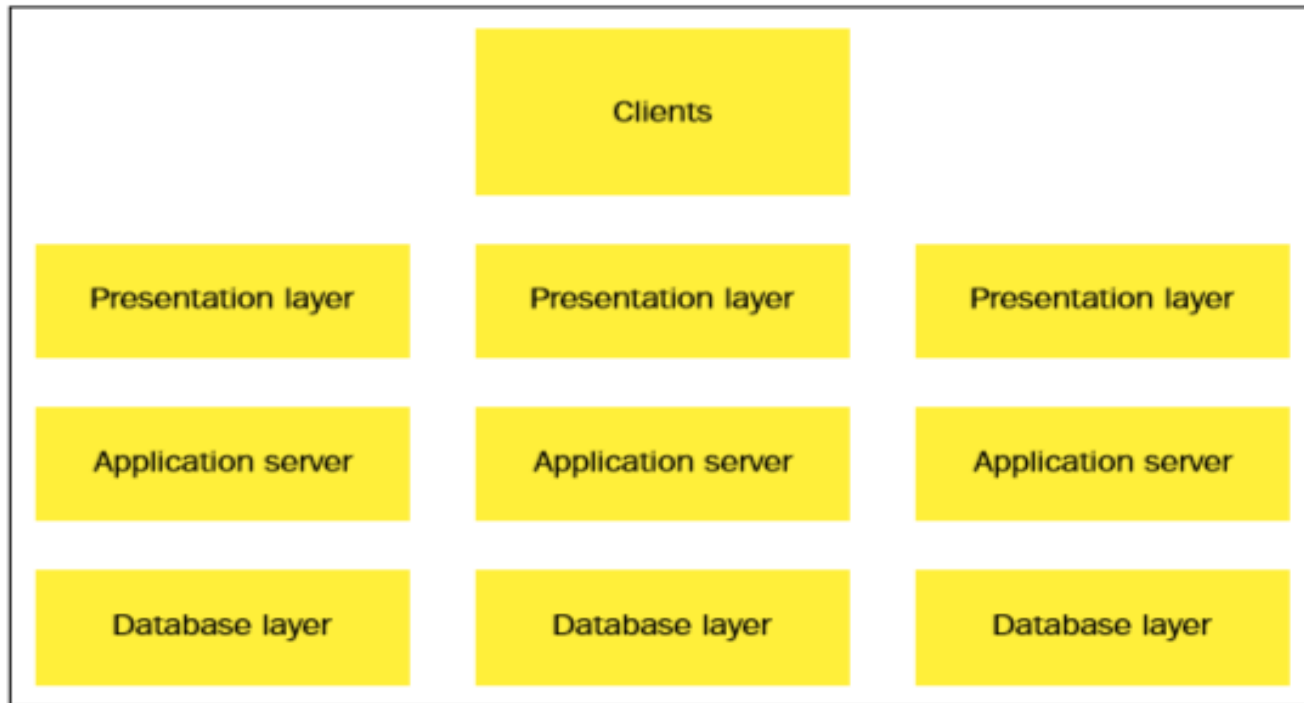 Clients
Presentation layer
Presentation layer
Presentation layer
Application server
Application server
Application server
Database layer
Database layer
Database layer